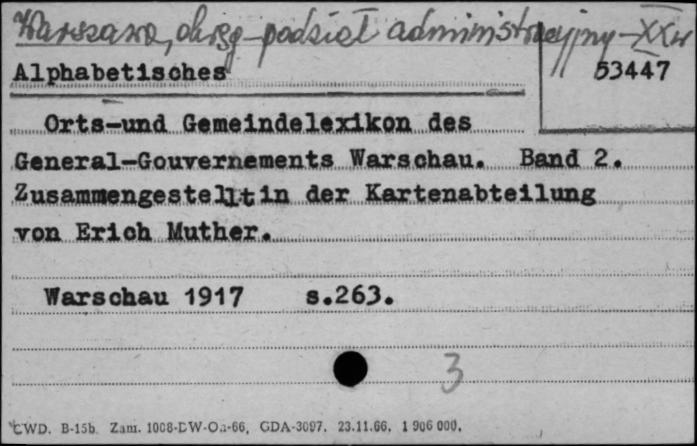 Warszawa, okręg - podział administracyjny - XX w
53447
Alphabetisches
Orts-und Gemeindelexikon des
General-Gouvernements Warschau. Band 2.
Zusammengestellt in der Kartenabteilung
von Erich Muther.
Warschau 1917 s.263.
3
CWD. B-15b. Zam. 1008-DW-Oa-66, GDA-3097. 23.11.66. 1 906 000.